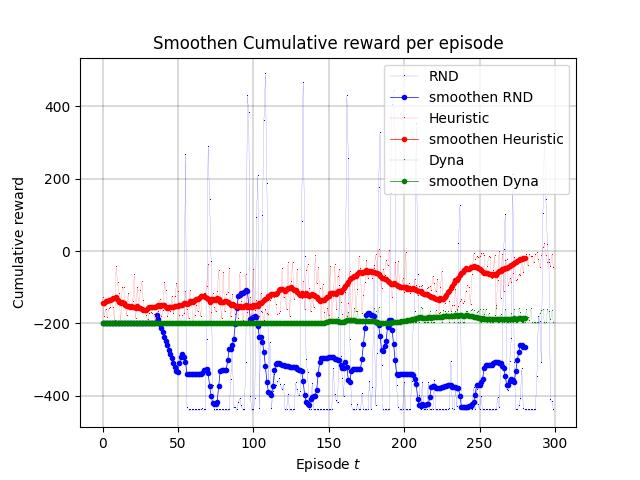 Smoothen Cumulative reward per episode
RND
smoothen RND
Heuristic
smoothen Heuristic
Dyna
smoothen Dyna
Cumulative reward
400
200
0
−200
−400
0 50 100 150 200 250 300
Episode t